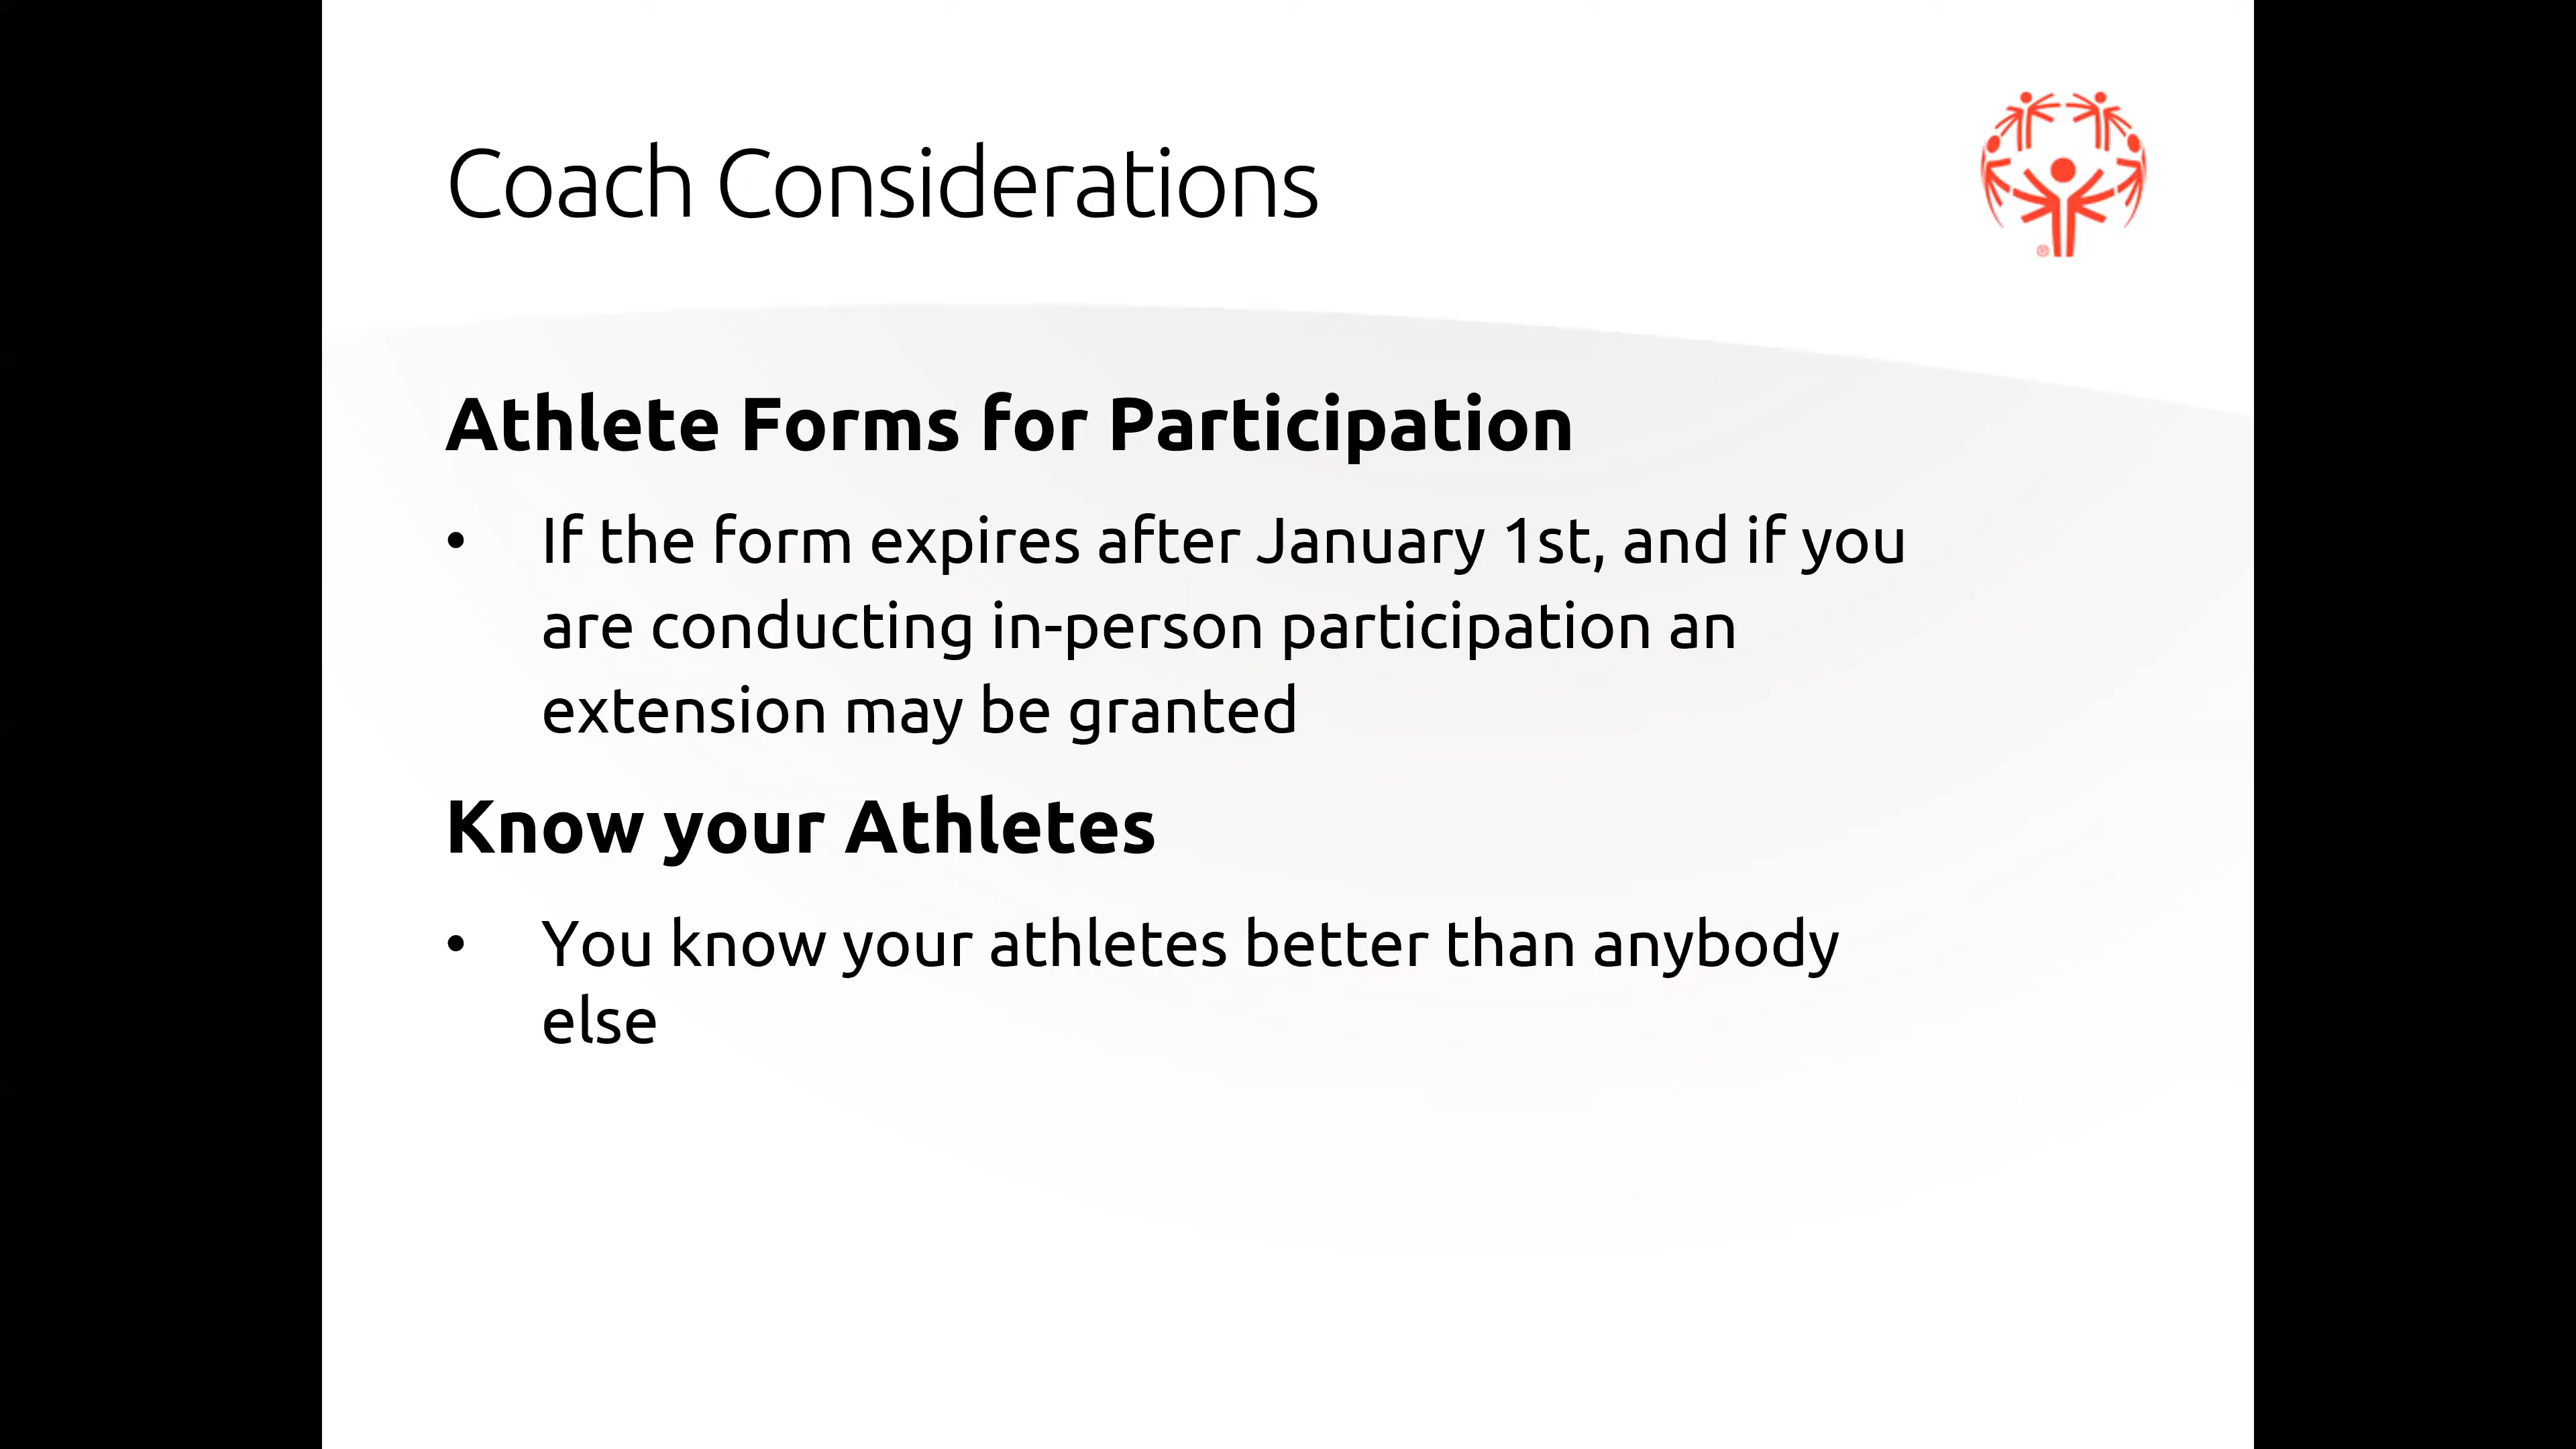 Coach Considerations
®
Athlete Forms for Participation
• If the form expires after January 1st, and if you
are conducting in-person participation an
extension may be granted
Know your Athletes
• You know your athletes better than anybody
else